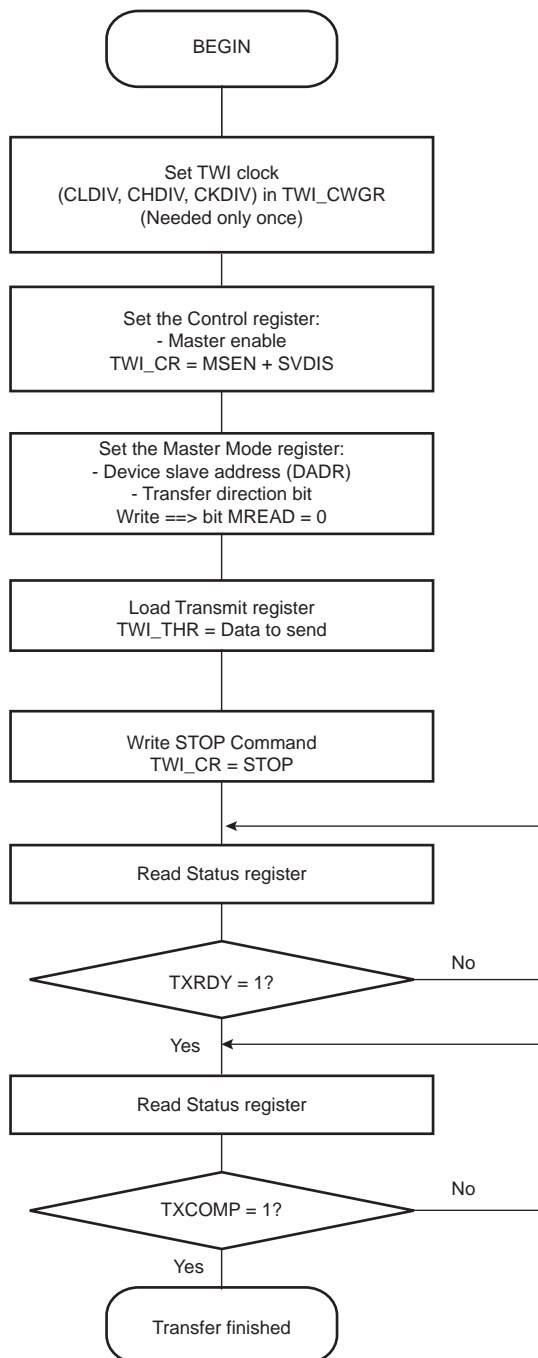 BEGIN
Set TWI clock
(CLDIV, CHDIV, CKDIV) in TWI_CWGR
(Needed only once)
Set the Control register:
- Master enable
TWI_CR = MSEN + SVDIS
Set the Master Mode register:
- Device slave address (DADR)
- Transfer direction bit
Write ==> bit MREAD = 0
Load Transmit register
TWI_THR = Data to send
Write STOP Command
TWI_CR = STOP
Read Status register
TXRDY = 1?
No
Yes
Read Status register
TXCOMP = 1?
No
Yes
Transfer finished